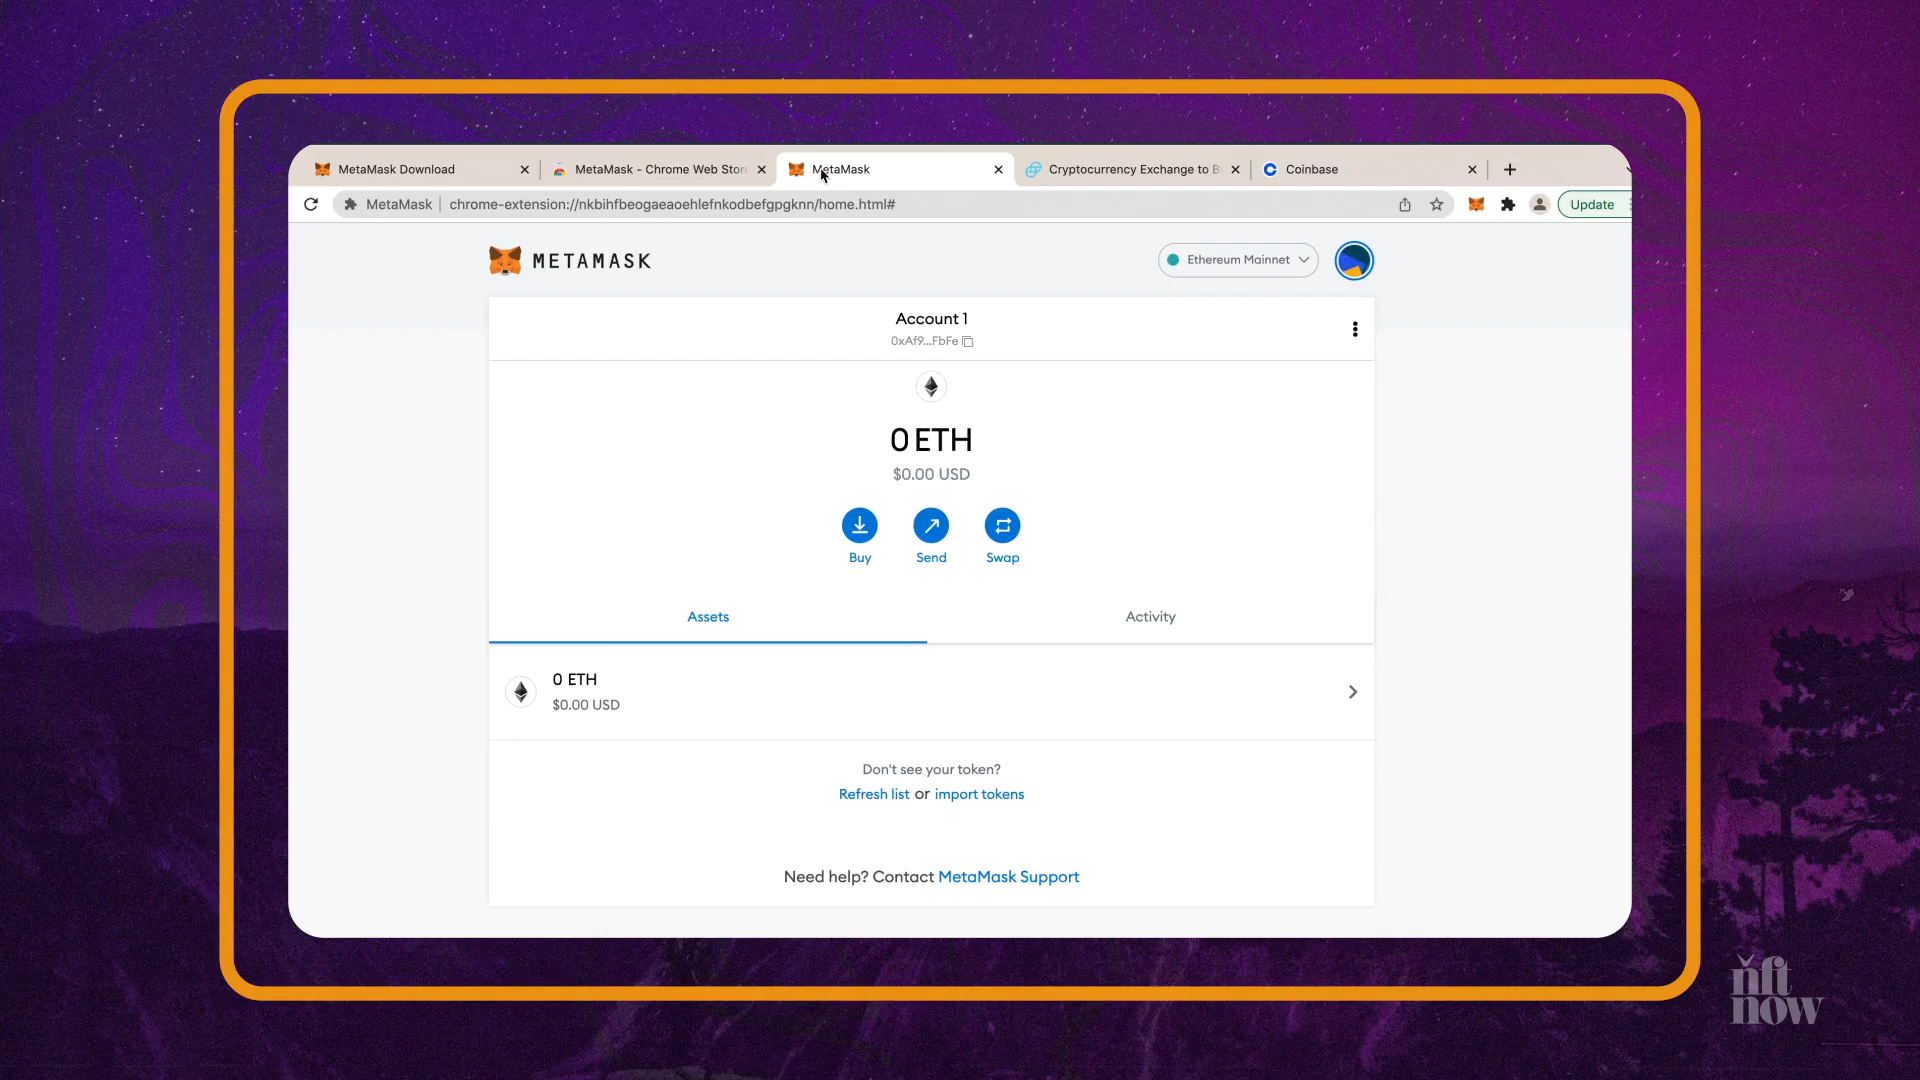 MetaMask Download
MetaMask - Chrome Web Stor
MetaMask
Cryptocurrency Exchange to B
Coinbase
MetaMask | chrome-extension://nkbihfbeogaeaoehlefnkodbefgpgknn/home.html#
Update
METAMASK
Ethereum Mainnet
Account 1
0xAf9...FbFe
0 ETH
$0.00 USD
Buy
Send
Swap
Assets
Activity
0 ETH
$0.00 USD
Don't see your token?
Refresh list or import tokens
Need help? Contact MetaMask Support
nft
now